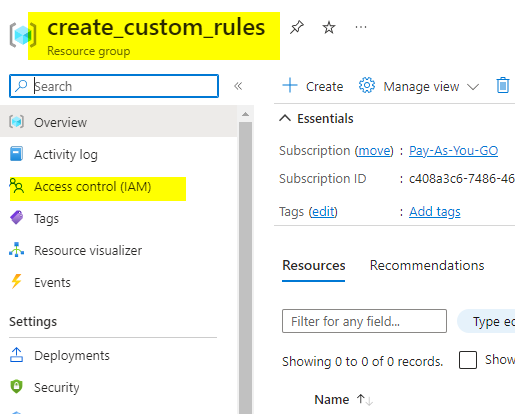 create_custom_rules
Resource group
Search
Overview
Activity log
Access control (IAM)
Tags
Resource visualizer
Events
Settings
Deployments
Security
Create
Manage view
Essentials
Subscription (move) : Pay-As-You-GO
Subscription ID : c408a3c6-7486-46
Tags (edit) : Add tags
Resources Recommendations
Filter for any field... Type e
Showing 0 to 0 of 0 records. Show
Name